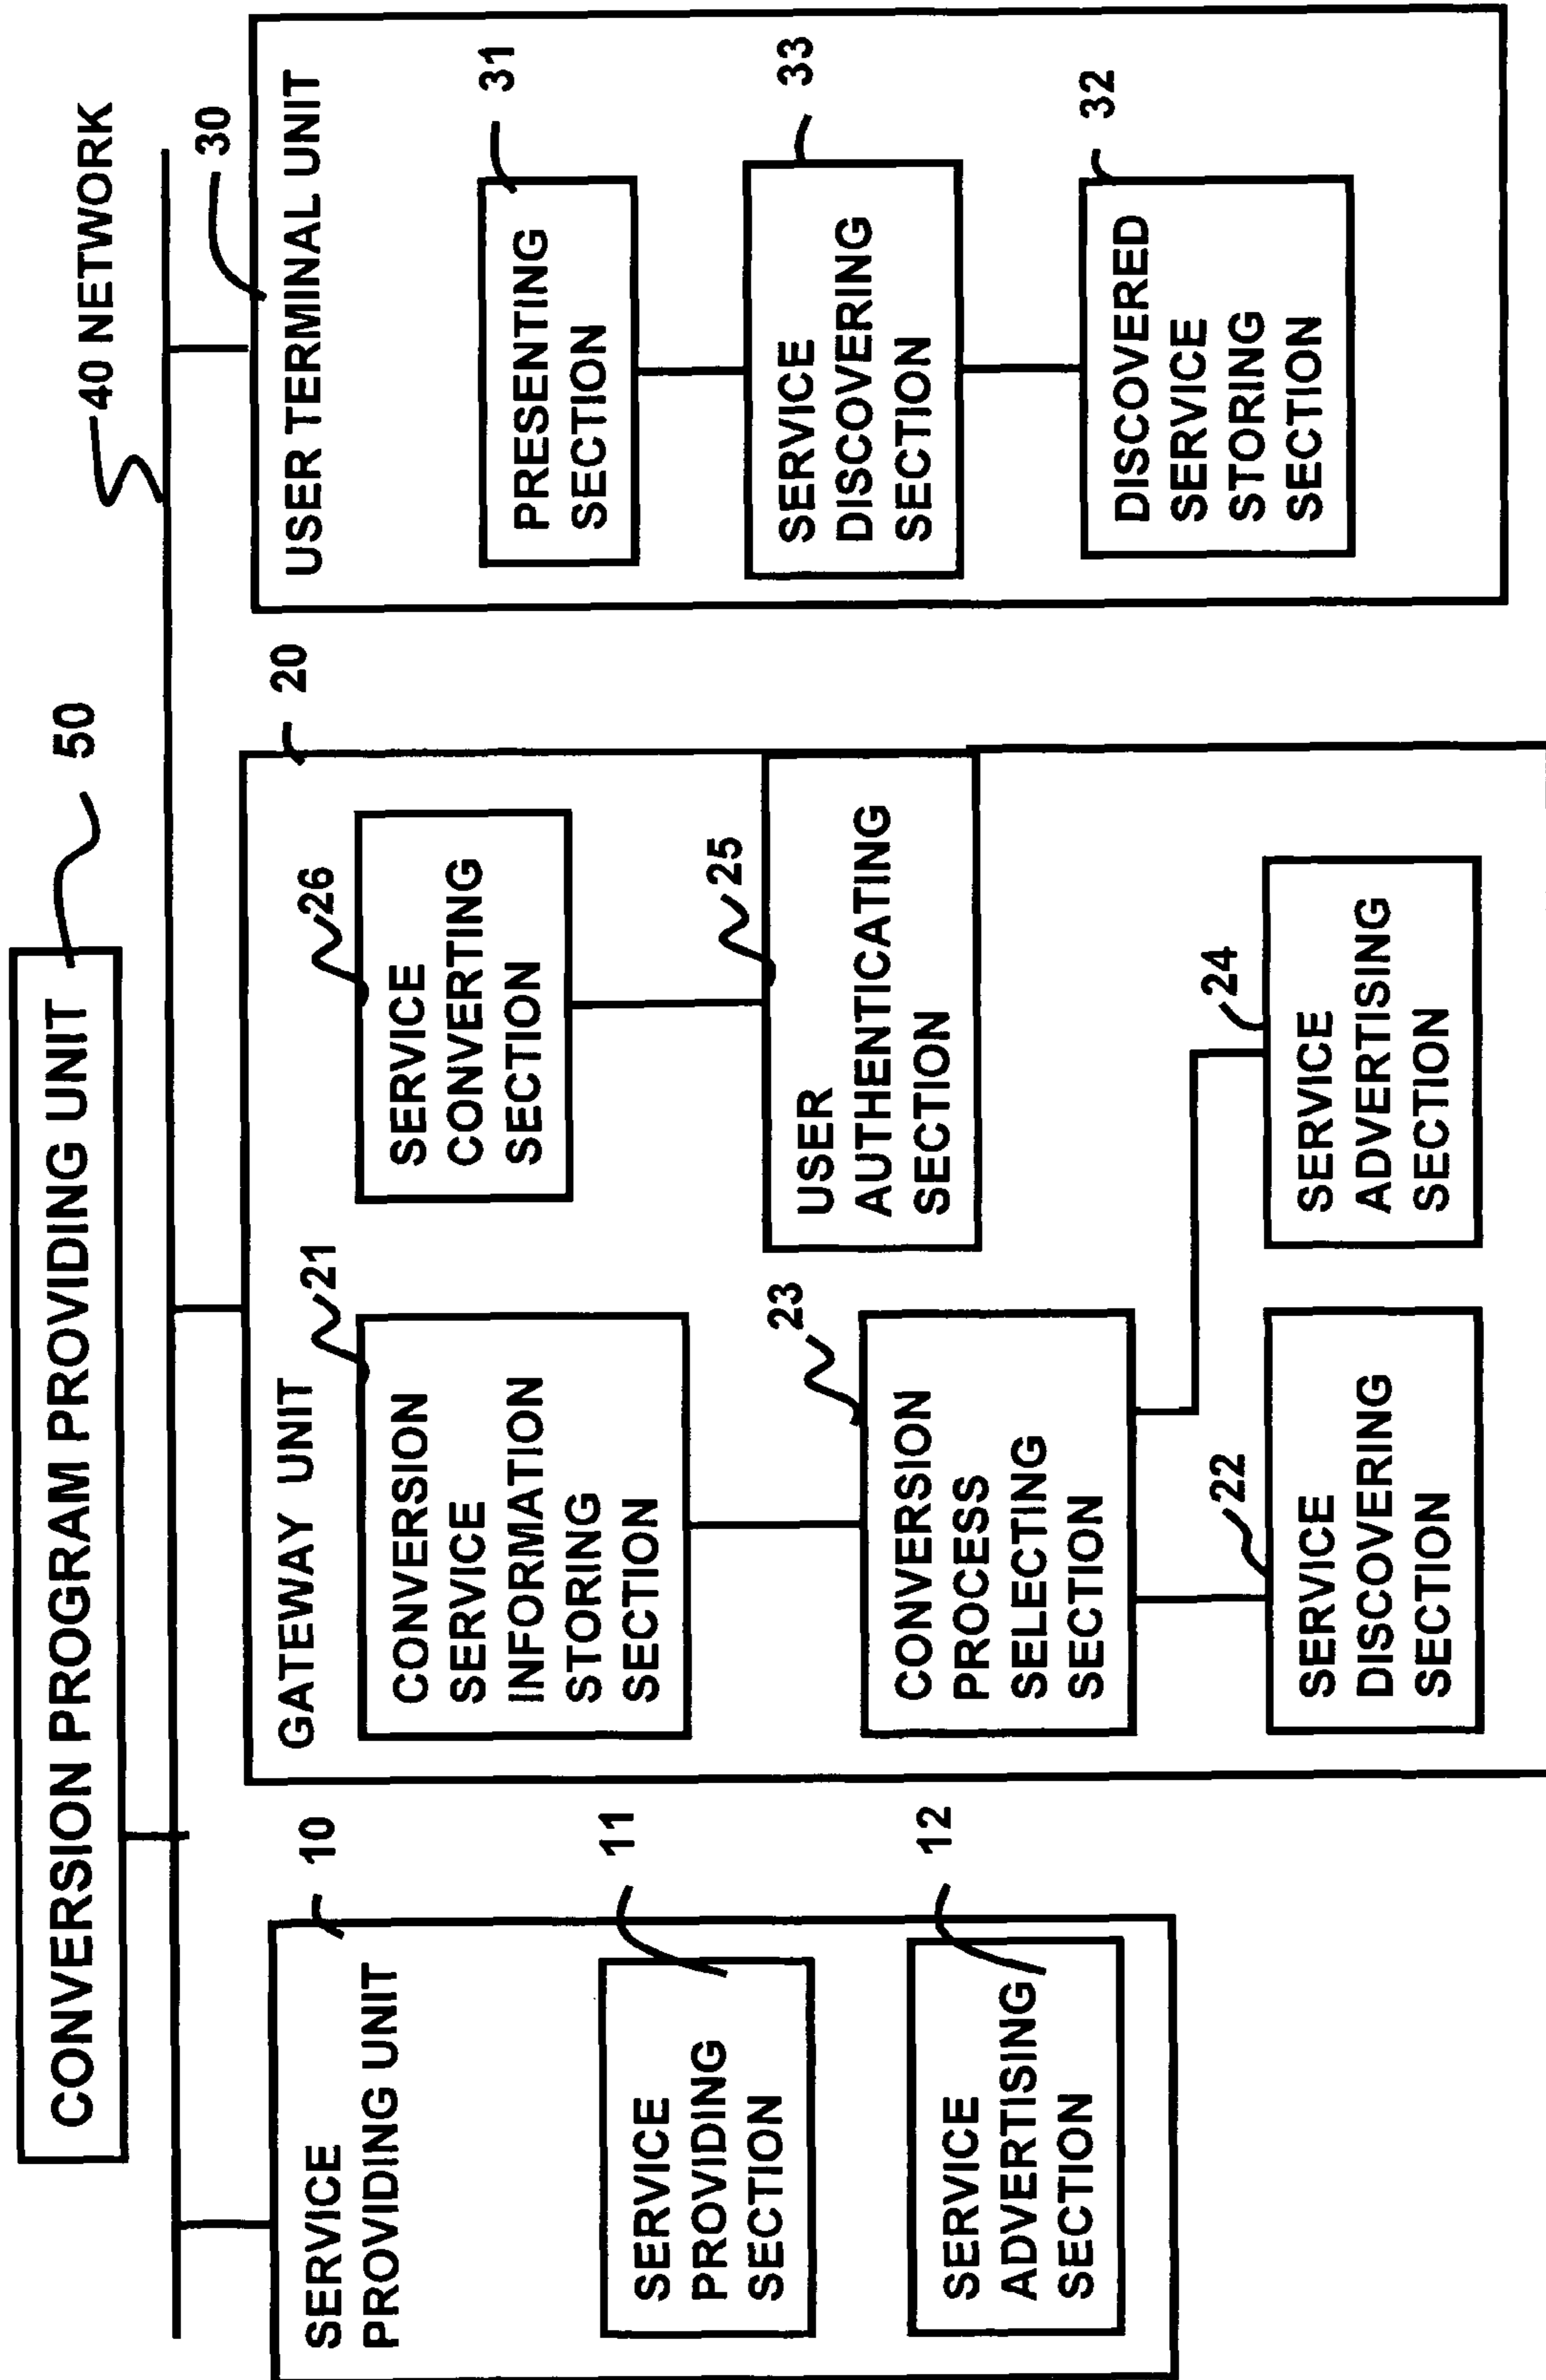 CONVERSION PROGRAM PROVIDING UNIT
50
40 NETWORK
SERVICE
PROVIDING UNIT
10
SERVICE
PROVIDING
SECTION
11
SERVICE
ADVERTISING
SECTION
12
GATEWAY UNIT
20
CONVERSION
SERVICE
INFORMATION
STORING
SECTION
21
SERVICE
CONVERTING
SECTION
26
CONVERSION
PROCESS
SELECTING
SECTION
23
USER
AUTHENTICATING
SECTION
25
SERVICE
DISCOVERING
SECTION
22
SERVICE
ADVERTISING
SECTION
24
USER TERMINAL UNIT
30
PRESENTING
SECTION
31
SERVICE
DISCOVERING
SECTION
33
DISCOVERED
SERVICE
STORING
SECTION
32